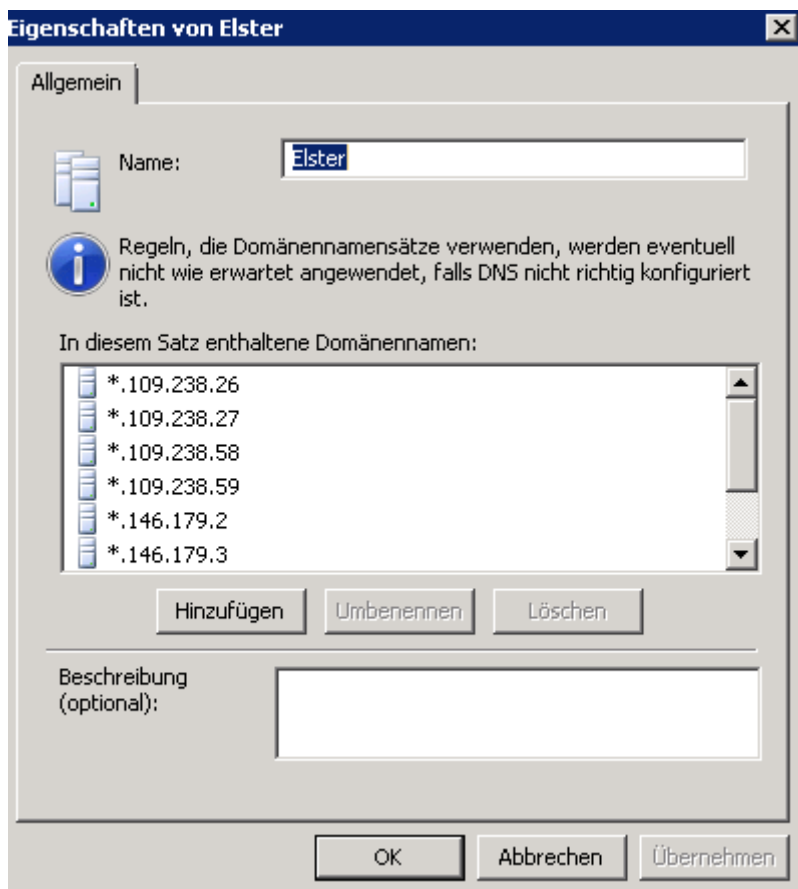 Eigenschaften von Elster
Allgemein
Name:
Elster
Regeln, die Domänennamensätze verwenden, werden eventuell
nicht wie erwartet angewendet, falls DNS nicht richtig konfiguriert
ist.
In diesem Satz enthaltene Domänennamen:
*.109.238.26
*.109.238.27
*.109.238.58
*.109.238.59
*.146.179.2
*.146.179.3
Hinzufügen
Umbenennen
Löschen
Beschreibung
(optional):
OK
Abbrechen
Übernehmen